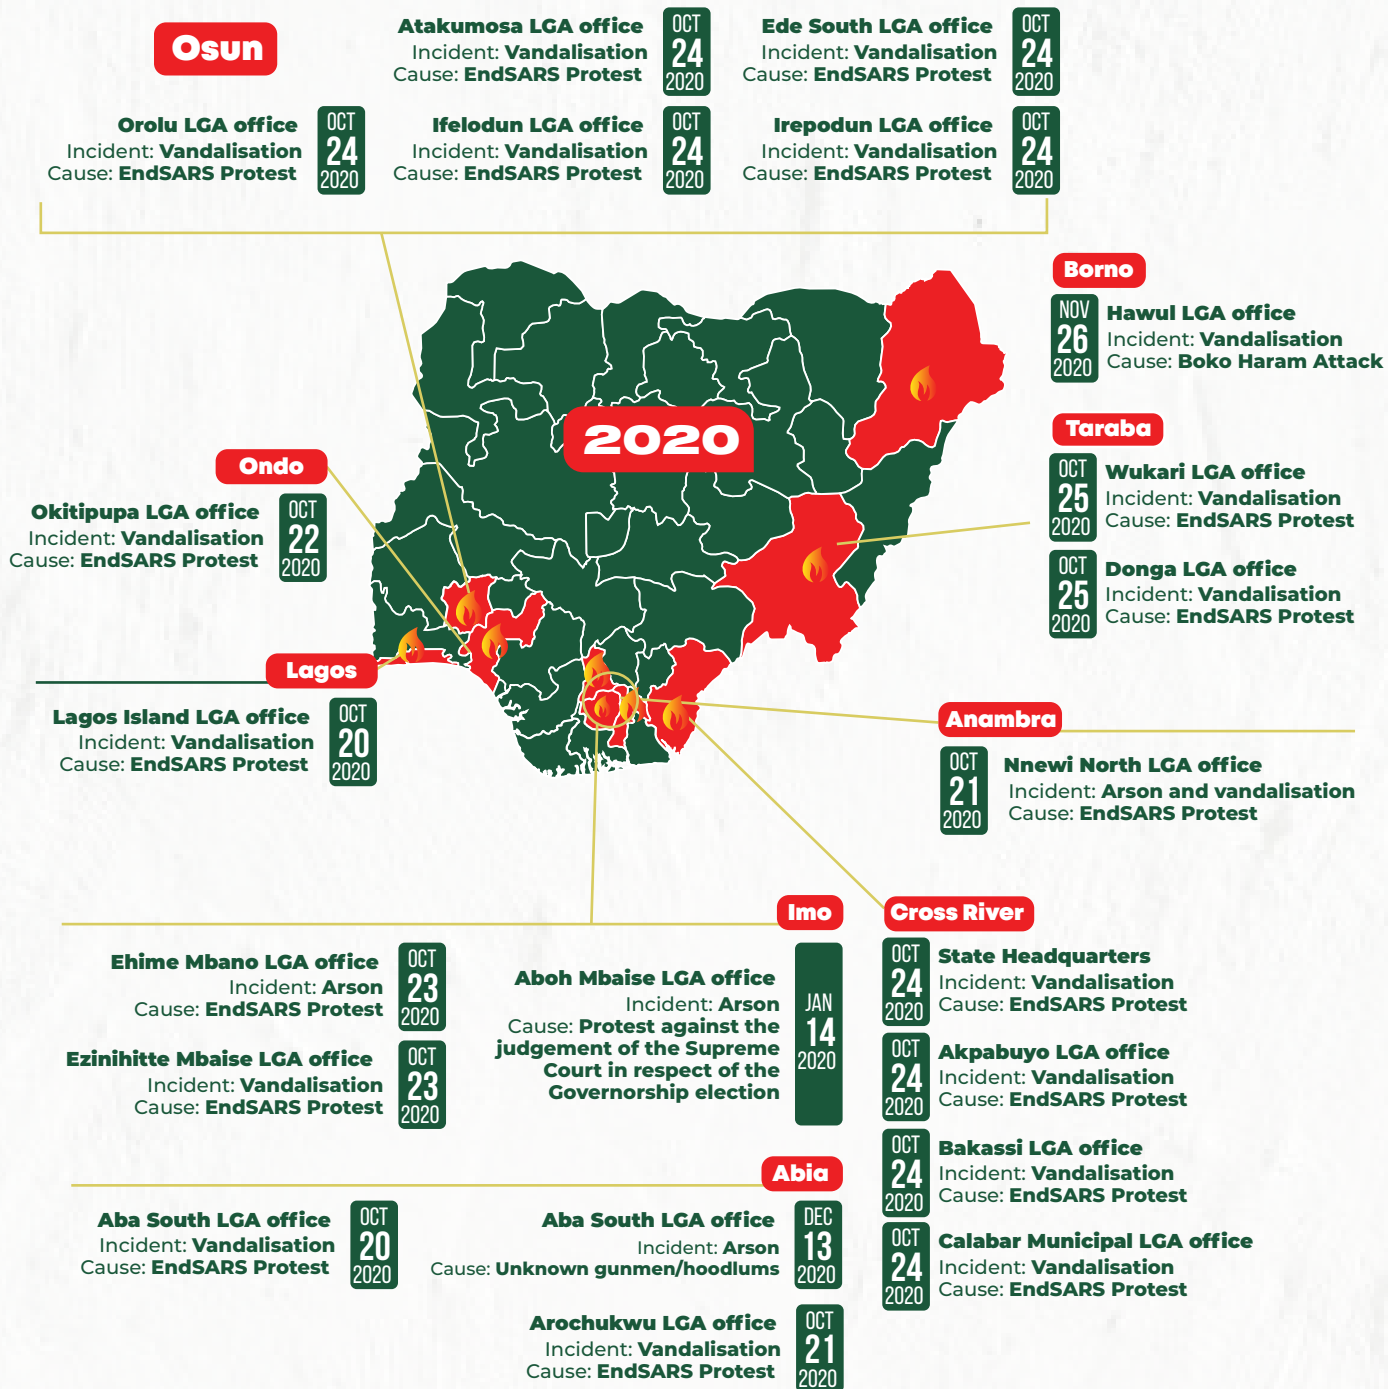 Osun
Atakumosa LGA office
Incident: Vandalisation
Cause: EndSARS Protest
OCT
24
2020
Ede South LGA office
Incident: Vandalisation
Cause: EndSARS Protest
OCT
24
2020
Orolu LGA office
Incident: Vandalisation
Cause: EndSARS Protest
OCT
24
2020
Ifelodun LGA office
Incident: Vandalisation
Cause: EndSARS Protest
OCT
24
2020
Irepodun LGA office
Incident: Vandalisation
Cause: EndSARS Protest
OCT
24
2020
Borno
NOV
26
2020
Hawul LGA office
Incident: Vandalisation
Cause: Boko Haram Attack
2020
Taraba
OCT
25
2020
Wukari LGA office
Incident: Vandalisation
Cause: EndSARS Protest
OCT
25
2020
Donga LGA office
Incident: Vandalisation
Cause: EndSARS Protest
Ondo
Okitipupa LGA office
Incident: Vandalisation
Cause: EndSARS Protest
OCT
22
2020
Lagos
Lagos Island LGA office
Incident: Vandalisation
Cause: EndSARS Protest
OCT
20
2020
Anambra
OCT
21
2020
Nnewi North LGA office
Incident: Arson and vandalisation
Cause: EndSARS Protest
Imo
Ehime Mbano LGA office
Incident: Arson
Cause: EndSARS Protest
OCT
23
2020
Ezinihitte Mbaise LGA office
Incident: Vandalisation
Cause: EndSARS Protest
OCT
23
2020
Aboh Mbaise LGA office
Incident: Arson
Cause: Protest against the
judgement of the Supreme
Court in respect of the
Governorship election
JAN
14
2020
Cross River
OCT
24
2020
State Headquarters
Incident: Vandalisation
Cause: EndSARS Protest
OCT
24
2020
Akpabuyo LGA office
Incident: Vandalisation
Cause: EndSARS Protest
OCT
24
2020
Bakassi LGA office
Incident: Vandalisation
Cause: EndSARS Protest
OCT
24
2020
Calabar Municipal LGA office
Incident: Vandalisation
Cause: EndSARS Protest
Abia
Aba South LGA office
Incident: Vandalisation
Cause: EndSARS Protest
OCT
20
2020
Aba South LGA office
Incident: Arson
Cause: Unknown gunmen/hoodlums
DEC
13
2020
Arochukwu LGA office
Incident: Vandalisation
Cause: EndSARS Protest
OCT
21
2020